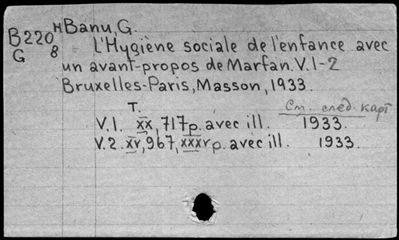 B220 H Banu, G.
G 8 L'Hygiène sociale de l'enfance avec
un avant-propos de Marfan. V. 1-2
Bruxelles-Paris, Masson, 1933.
T. См. след. карт
V.1. xx, 717p. avec ill. 1933.
V.2. xv, 967, xxxv p. avec ill. 1933.